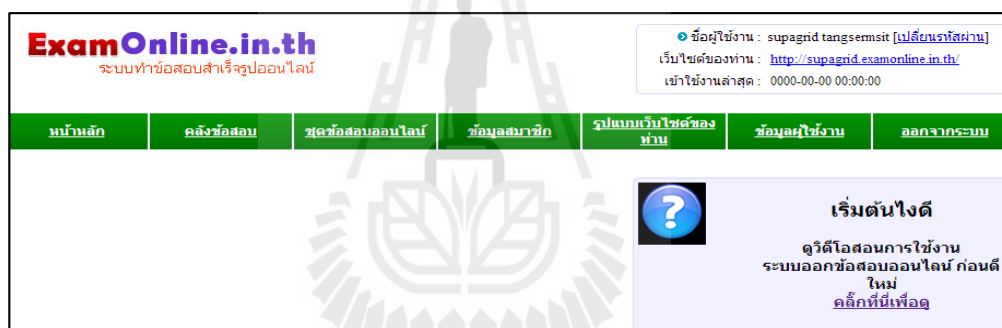 ExamOnline.in.th
ระบบทำข้อสอบสำเร็จรูปออนไลน์
ชื่อผู้ใช้งาน : supagrid tangsermsit [เปลี่ยนรหัสผ่าน]
เว็บไซต์ของท่าน : http://supagrid.examonline.in.th/
เข้าใช้งานล่าสุด : 0000-00-00 00:00:00
หน้าหลัก
คลังข้อสอบ
ชุดข้อสอบออนไลน์
ข้อมูลสมาชิก
รูปแบบเว็บไซต์ของ
ท่าน
ข้อมูลผู้ใช้งาน
ออกจากระบบ
เริ่มต้นไงดี
ดูวิดีโอสอนการใช้งาน
ระบบออกข้อสอบออนไลน์ ก่อนดี
ใหม่
คลิ๊กที่นี่เพื่อดู